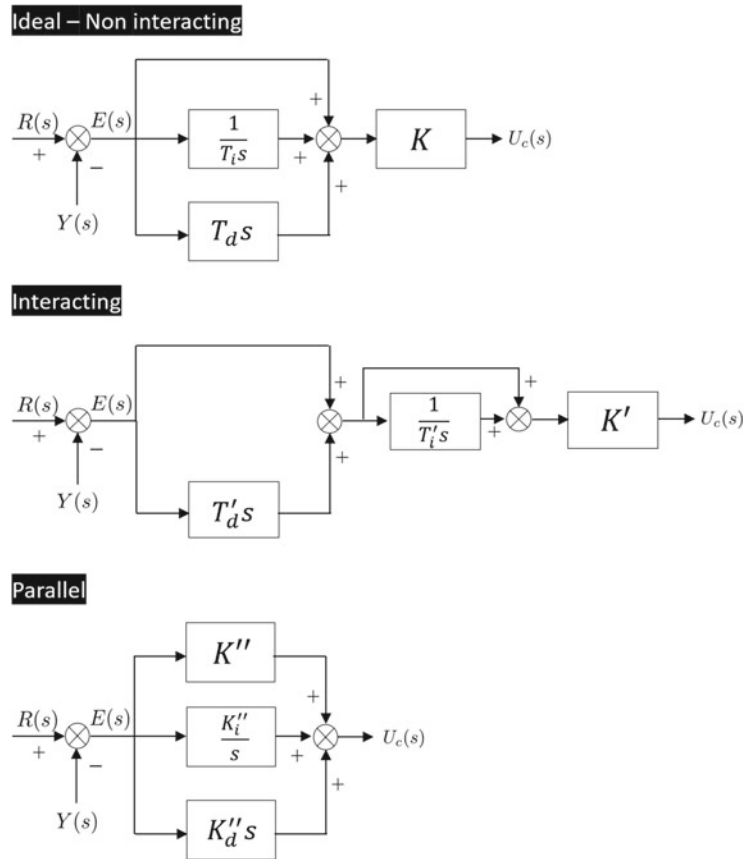 Ideal – Non interacting
+
R(s) E(s) 1/(T_i s) K U_c(s)
+ − + +
Y(s)
T_d s
Interacting
+ +
R(s) E(s) 1/(T'_i s) K' U_c(s)
+ − + +
Y(s)
T'_d s
Parallel
K''
+
R(s) E(s) K''_i/s U_c(s)
+ − + +
Y(s)
K''_d s